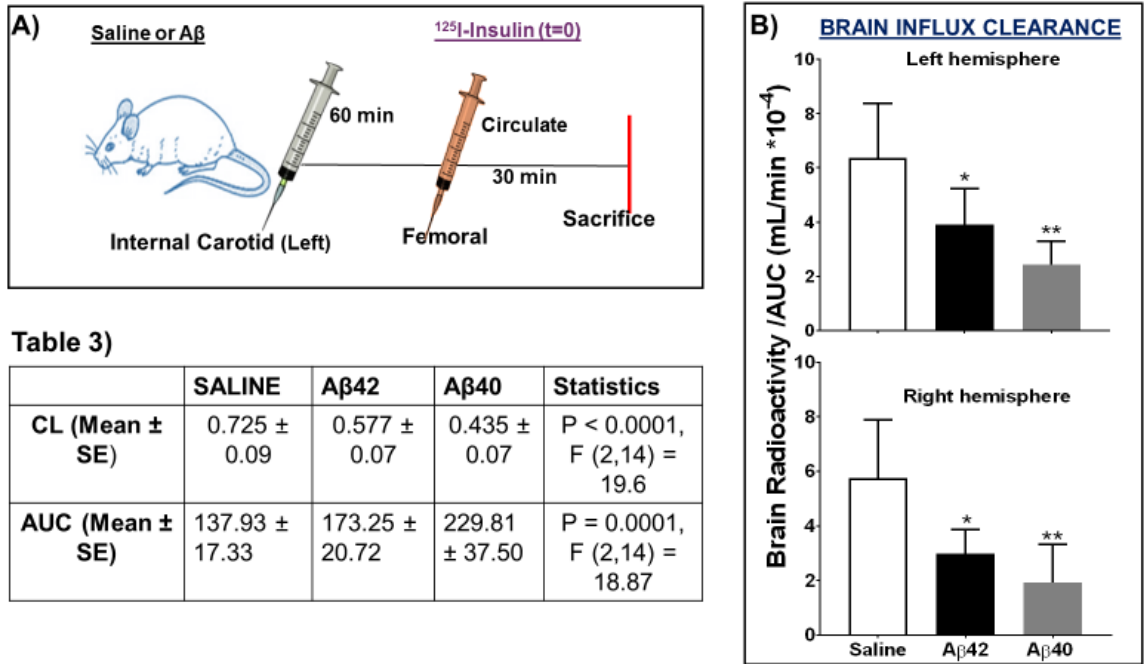 A)
Saline or Aβ
¹²⁵I-Insulin (t=0)
60 min
Circulate
30 min
Sacrifice
Internal Carotid (Left)
Femoral
Table 3)
SALINE Aβ42 Aβ40 Statistics
CL (Mean ± 0.725 ± 0.577 ± 0.435 ± P < 0.0001,
SE) 0.09 0.07 0.07 F (2,14) =
19.6
AUC (Mean ± 137.93 ± 173.25 ± 229.81 P = 0.0001,
SE) 17.33 20.72 ± 37.50 F (2,14) =
18.87
B) BRAIN INFLUX CLEARANCE
Left hemisphere
Brain Radioactivity /AUC (mL/min *10⁻⁴)
10
8
6
4
2
0
*
**
Right hemisphere
10
8
6
4
2
0
*
**
Saline Aβ42 Aβ40